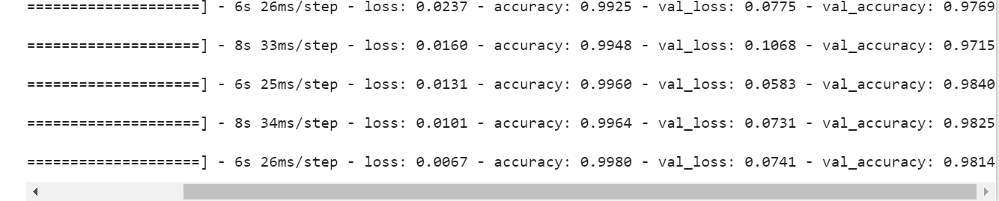 ====================] - 6s 26ms/step - loss: 0.0237 - accuracy: 0.9925 - val_loss: 0.0775 - val_accuracy: 0.9769
====================] - 8s 33ms/step - loss: 0.0160 - accuracy: 0.9948 - val_loss: 0.1068 - val_accuracy: 0.9715
====================] - 6s 25ms/step - loss: 0.0131 - accuracy: 0.9960 - val_loss: 0.0583 - val_accuracy: 0.9840
====================] - 8s 34ms/step - loss: 0.0101 - accuracy: 0.9964 - val_loss: 0.0731 - val_accuracy: 0.9825
====================] - 6s 26ms/step - loss: 0.0067 - accuracy: 0.9980 - val_loss: 0.0741 - val_accuracy: 0.9814